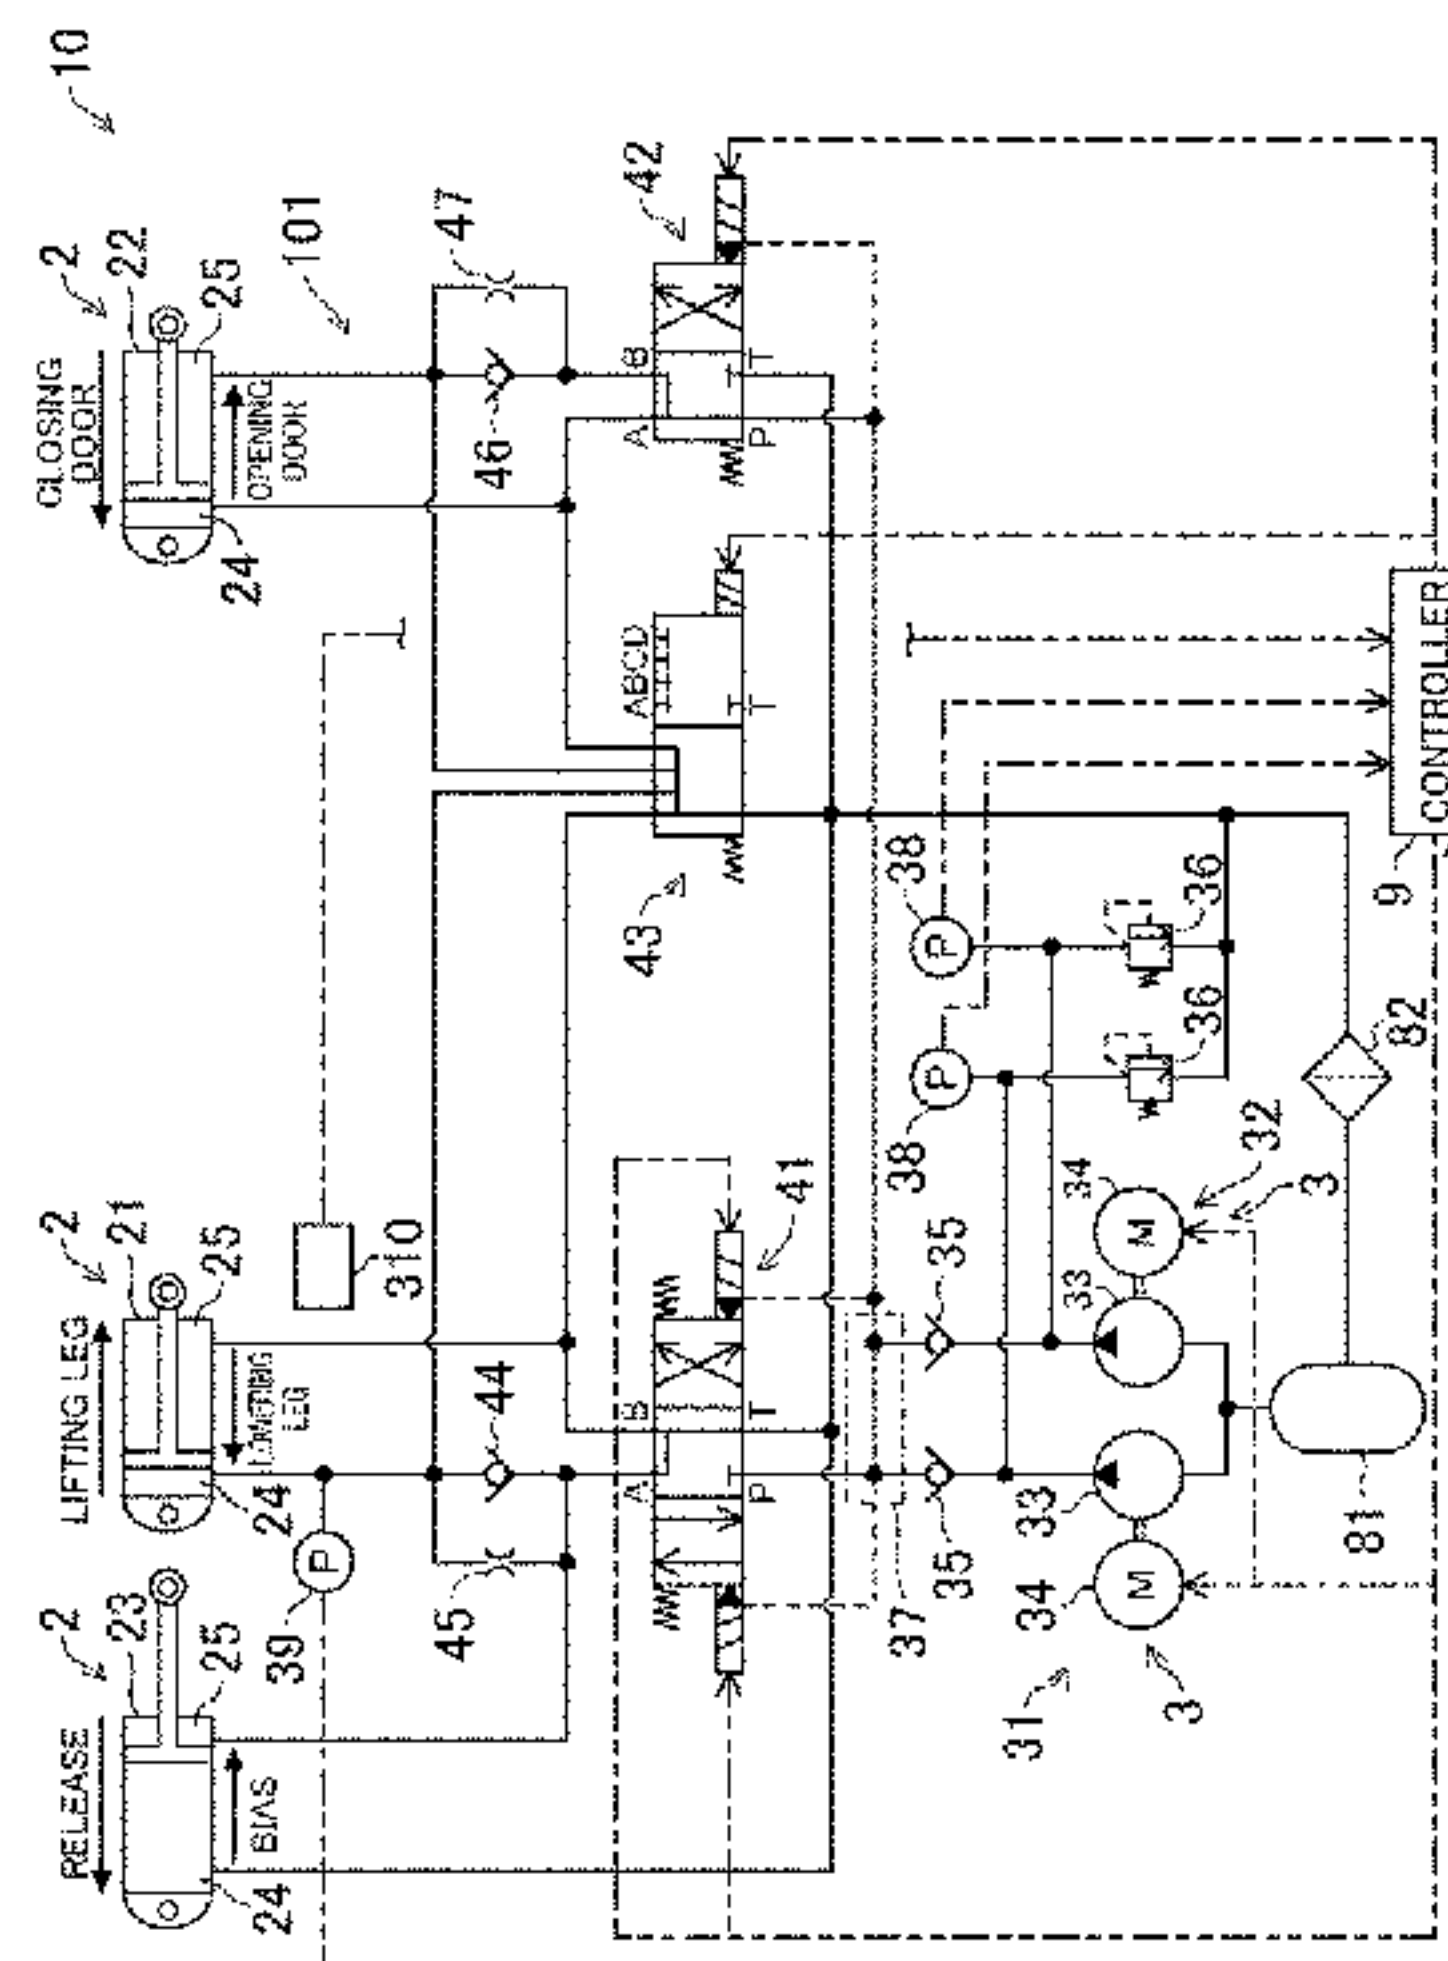 10
RELEASE
LIFTING LEG
CLOSING
DOOR
2
23
25
2
21
25
2
22
25
24
BIAS
24
LOWERING
LEG
24
OPENING
DOOR
39
P
310
101
45
44
46
47
A B
43
ABCD
T
A B
42
P T
41
P T
37
35
35
38
P
38
P
31
34
M
33
33
M
34
36
36
3
32
3
81
82
9
CONTROLLER